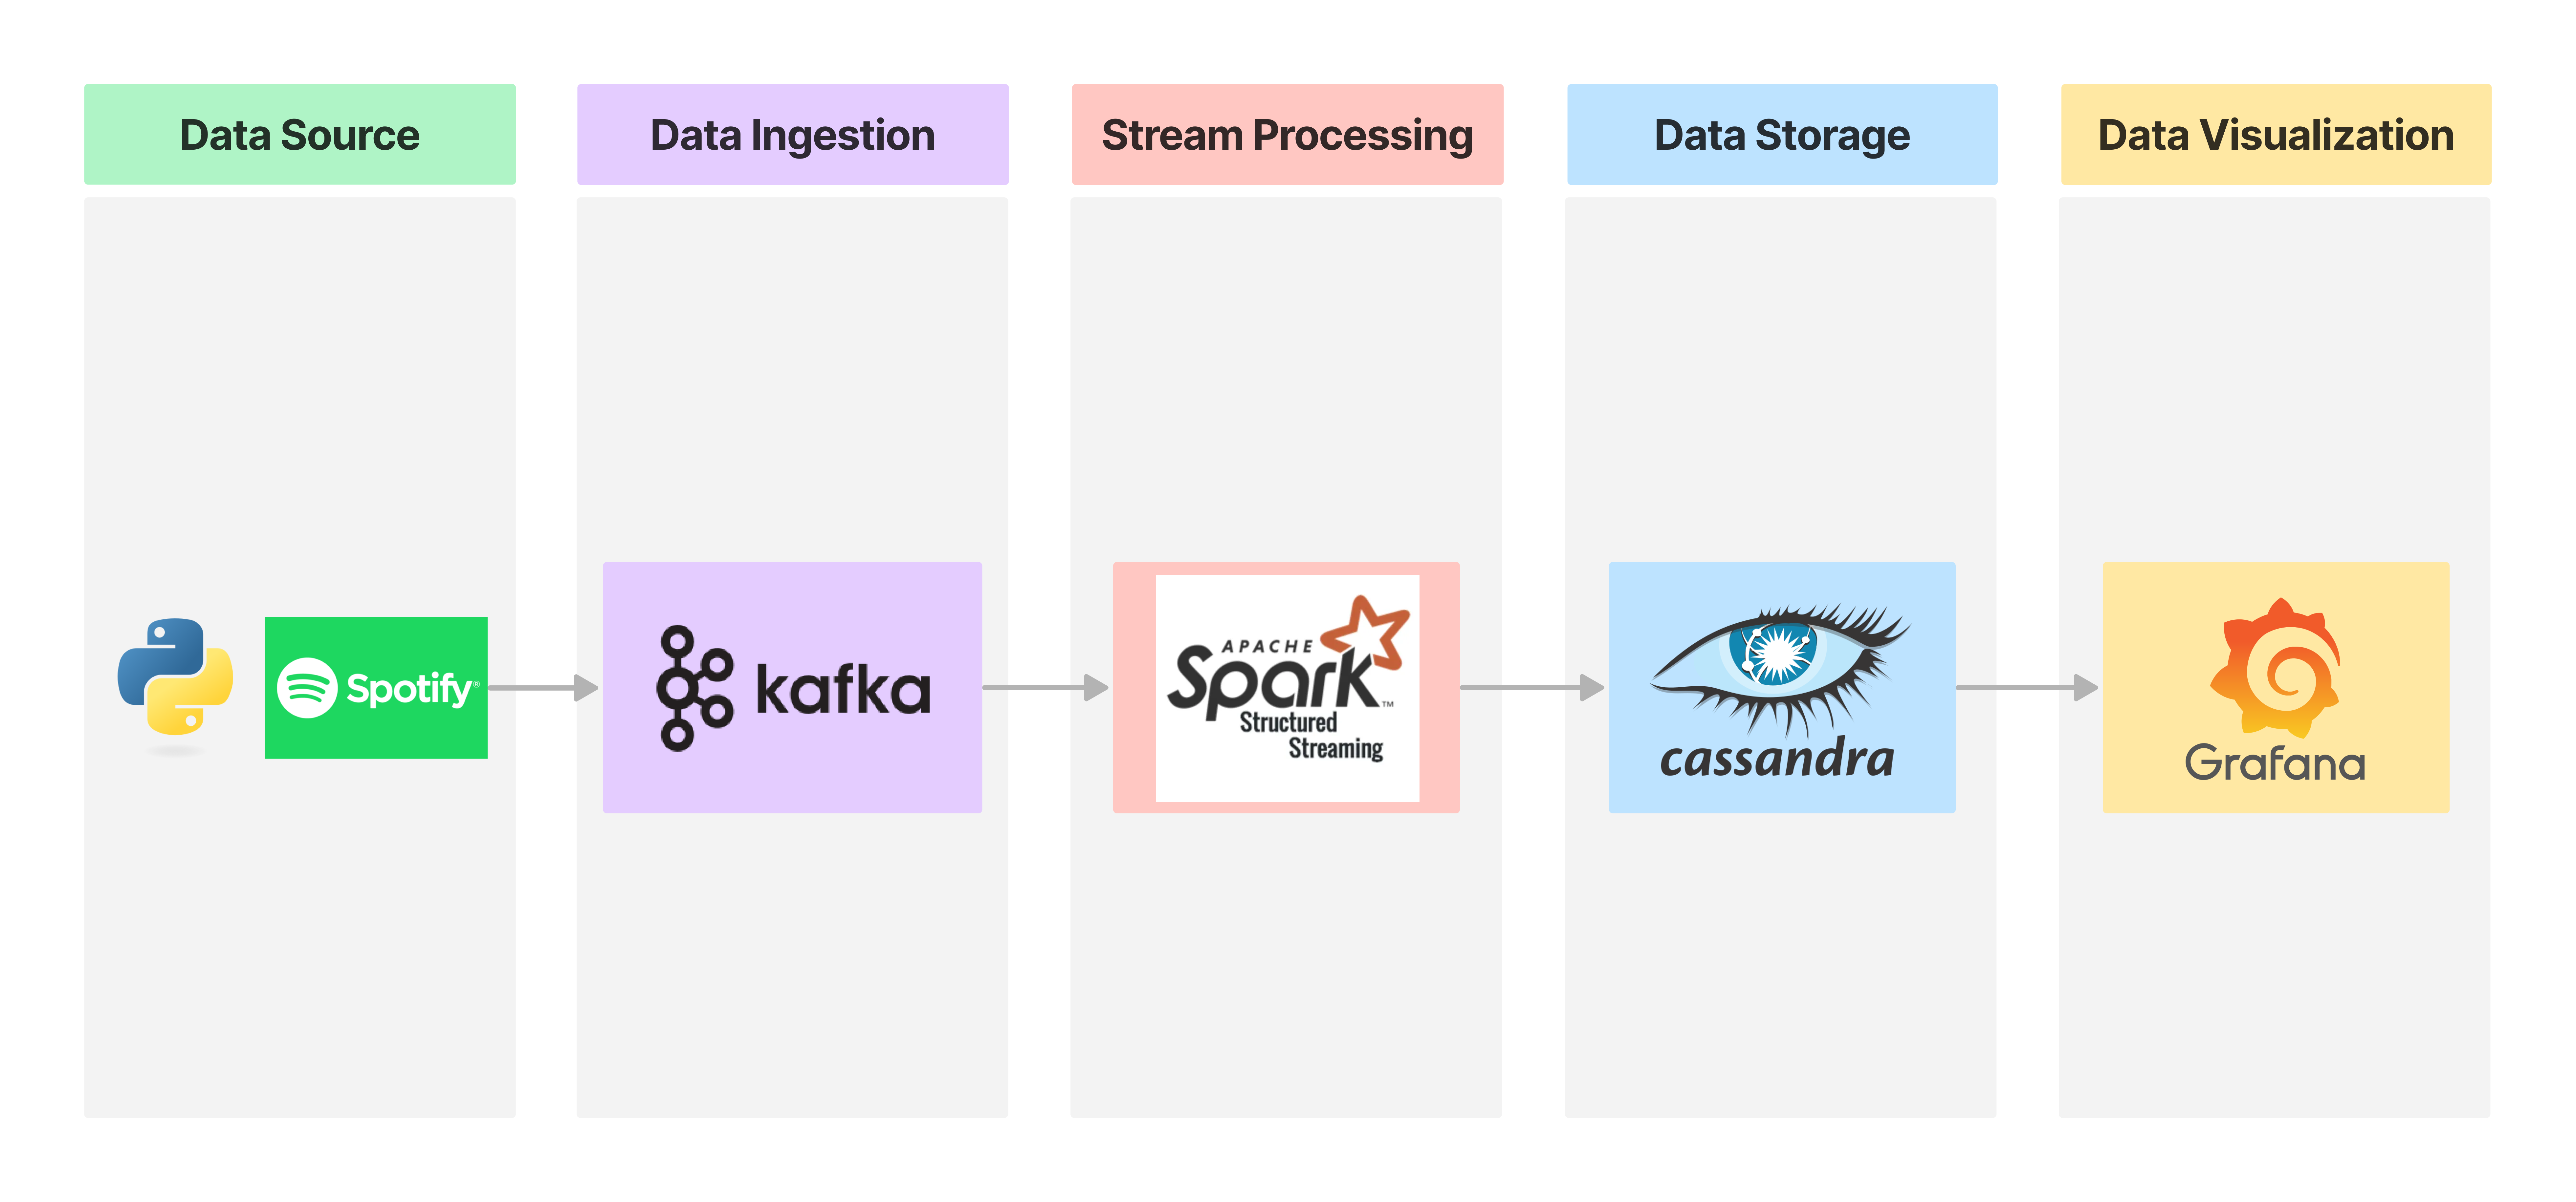 Data Source
Data Ingestion
Stream Processing
Data Storage
Data Visualization
Spotify®
kafka
APACHE
Spark™
Structured
Streaming
cassandra
Grafana